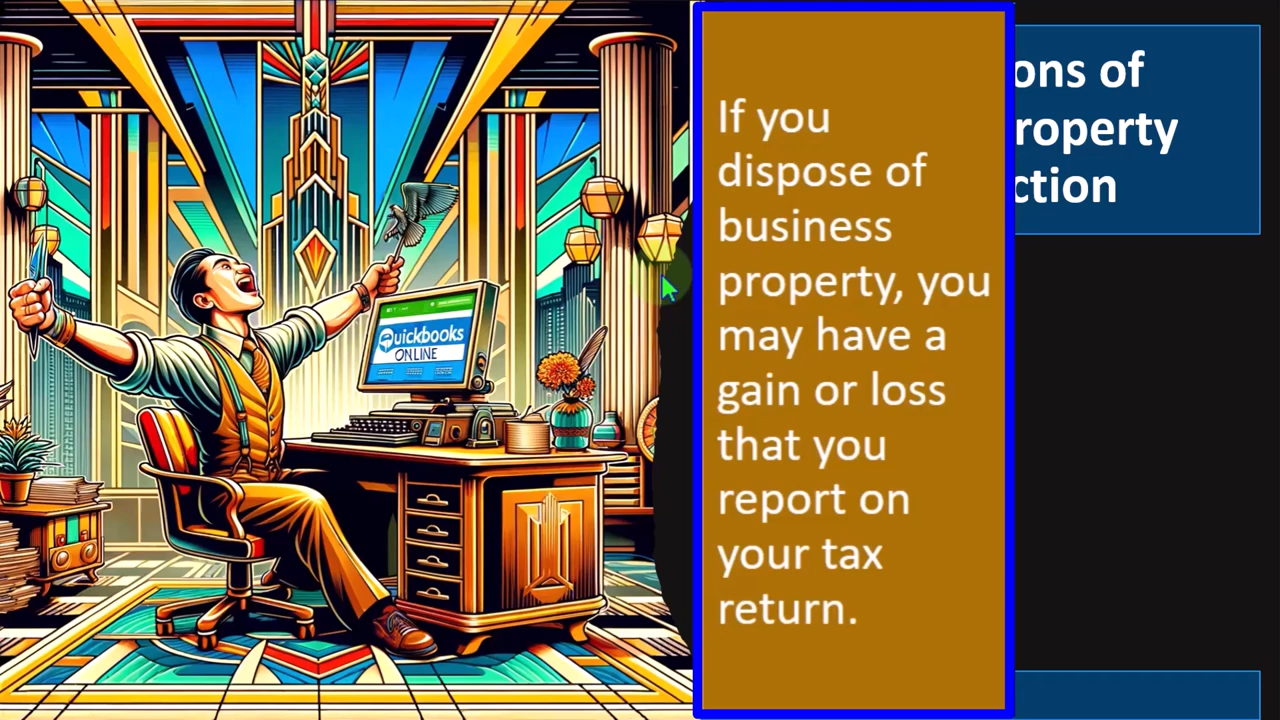 If you
dispose of
business
property, you
may have a
gain or loss
that you
report on
your tax
return.
ons of
roperty
ction
uickbooks
ONLINE